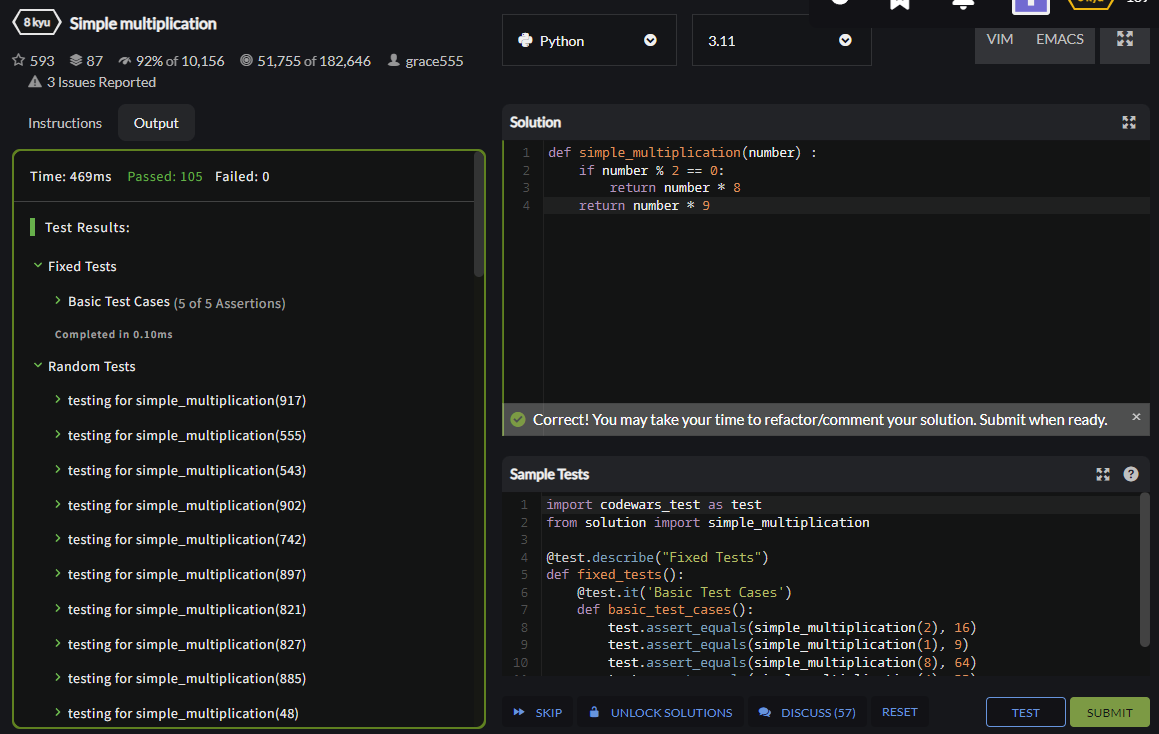 8 kyu Simple multiplication
593 87 92% of 10,156 51,755 of 182,646 grace555
3 Issues Reported
Instructions Output
Time: 469ms Passed: 105 Failed: 0
Test Results:
Fixed Tests
Basic Test Cases (5 of 5 Assertions)
Completed in 0.10ms
Random Tests
testing for simple_multiplication(917)
testing for simple_multiplication(555)
testing for simple_multiplication(543)
testing for simple_multiplication(902)
testing for simple_multiplication(742)
testing for simple_multiplication(897)
testing for simple_multiplication(821)
testing for simple_multiplication(827)
testing for simple_multiplication(885)
testing for simple_multiplication(48)
Python 3.11 VIM EMACS
Solution
1 def simple_multiplication(number) :
2 if number % 2 == 0:
3 return number * 8
4 return number * 9
Correct! You may take your time to refactor/comment your solution. Submit when ready. ×
Sample Tests ?
1 import codewars_test as test
2 from solution import simple_multiplication
3
4 @test.describe("Fixed Tests")
5 def fixed_tests():
6 @test.it('Basic Test Cases')
7 def basic_test_cases():
8 test.assert_equals(simple_multiplication(2), 16)
9 test.assert_equals(simple_multiplication(1), 9)
10 test.assert_equals(simple_multiplication(8), 64)
SKIP UNLOCK SOLUTIONS DISCUSS (57) RESET TEST SUBMIT